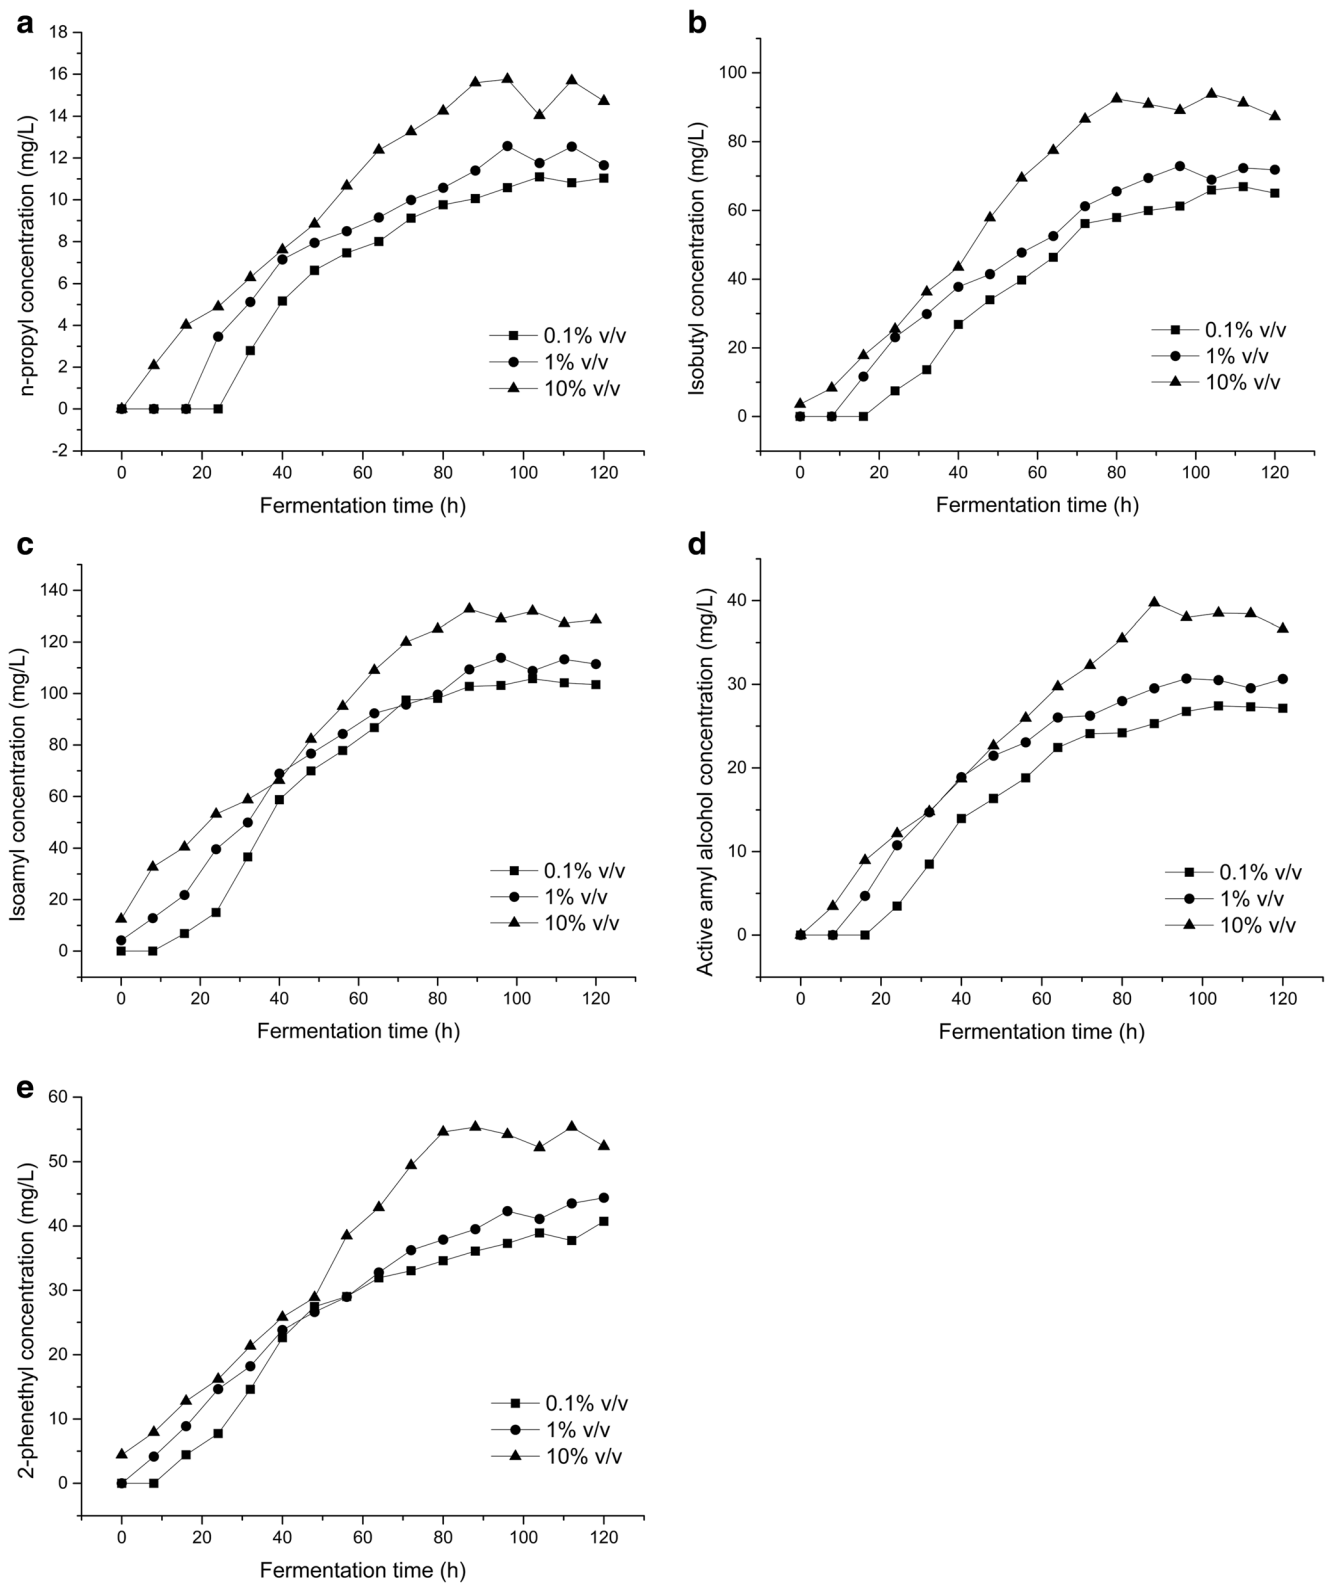 a
18
16
14
12
10
8
6
4
2
0
-2
n-propyl concentration (mg/L)
0.1% v/v
1% v/v
10% v/v
0 20 40 60 80 100 120
Fermentation time (h)
b
100
80
60
40
20
0
Isobutyl concentration (mg/L)
0.1% v/v
1% v/v
10% v/v
0 20 40 60 80 100 120
Fermentation time (h)
c
140
120
100
80
60
40
20
0
Isoamyl concentration (mg/L)
0.1% v/v
1% v/v
10% v/v
0 20 40 60 80 100 120
Fermentation time (h)
d
40
30
20
10
0
Active amyl alcohol concentration (mg/L)
0.1% v/v
1% v/v
10% v/v
0 20 40 60 80 100 120
Fermentation time (h)
e
60
50
40
30
20
10
0
2-phenethyl concentration (mg/L)
0.1% v/v
1% v/v
10% v/v
0 20 40 60 80 100 120
Fermentation time (h)